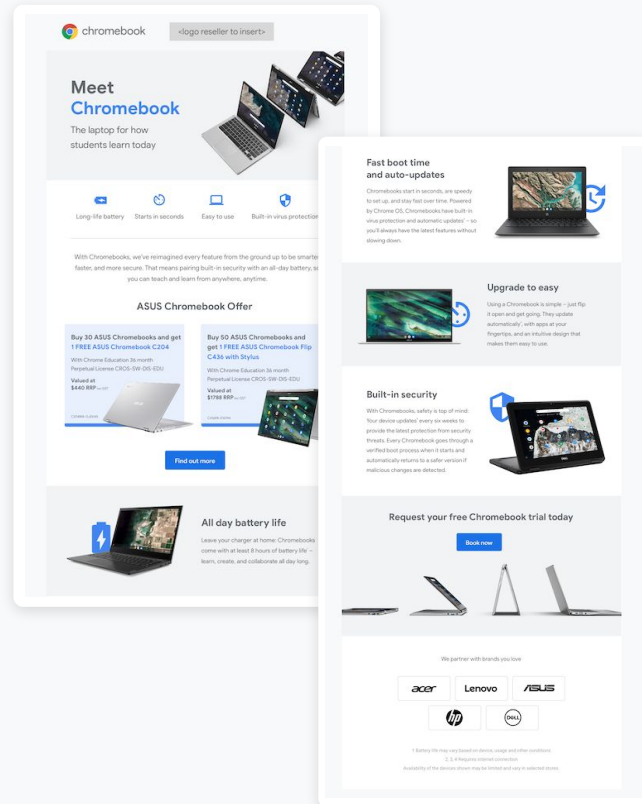 chromebook
<logo reseller to insert>
Meet
Chromebook
The laptop for how
students learn today
Long-life battery
Starts in seconds
Easy to use
Built-in virus protection
With Chromebooks, we've reimagined every feature from the ground up to be smarter,
faster, and more secure. That means pairing built-in security with an all-day battery, so
you can teach and learn from anywhere, anytime.
ASUS Chromebook Offer
Buy 30 ASUS Chromebooks and get
1 FREE ASUS Chromebook C204
With Chrome Education 36 month
Perpetual License CROS-SW-DIS-EDU
Valued at
$440 RRP
Buy 50 ASUS Chromebooks and
get 1 FREE ASUS Chromebook Flip
C436 with Stylus
With Chrome Education 36 month
Perpetual License CROS-SW-DIS-EDU
Valued at
$1788 RRP
Find out more
All day battery life
Leave your charger at home: Chromebooks
come with at least 8 hours of battery life¹ –
learn, create, and collaborate all day long.
Fast boot time
and auto-updates
Chromebooks start in seconds, are speedy
to set up, and stay fast over time. Powered
by Chrome OS, Chromebooks have built-in
virus protection and automatic updates² – so
you'll always have the latest features without
slowing down.
Upgrade to easy
Using a Chromebook is simple – just flip
it open and get going. They update
automatically³, with apps at your
fingertips, and an intuitive design that
makes them easy to use.
Built-in security
With Chromebooks, safety is top of mind:
Your device updates⁴ every six weeks to
provide the latest protection from security
threats. Every Chromebook goes through a
verified boot process when it starts and
automatically returns to a safer version if
malicious changes are detected.
Request your free Chromebook trial today
Book now
We partner with brands you love
acer
Lenovo
ASUS
hp
DELL
1 Battery life may vary based on device, usage and other conditions
2, 3, 4 Requires internet connection
Availability of the devices shown may be limited and vary in selected stores